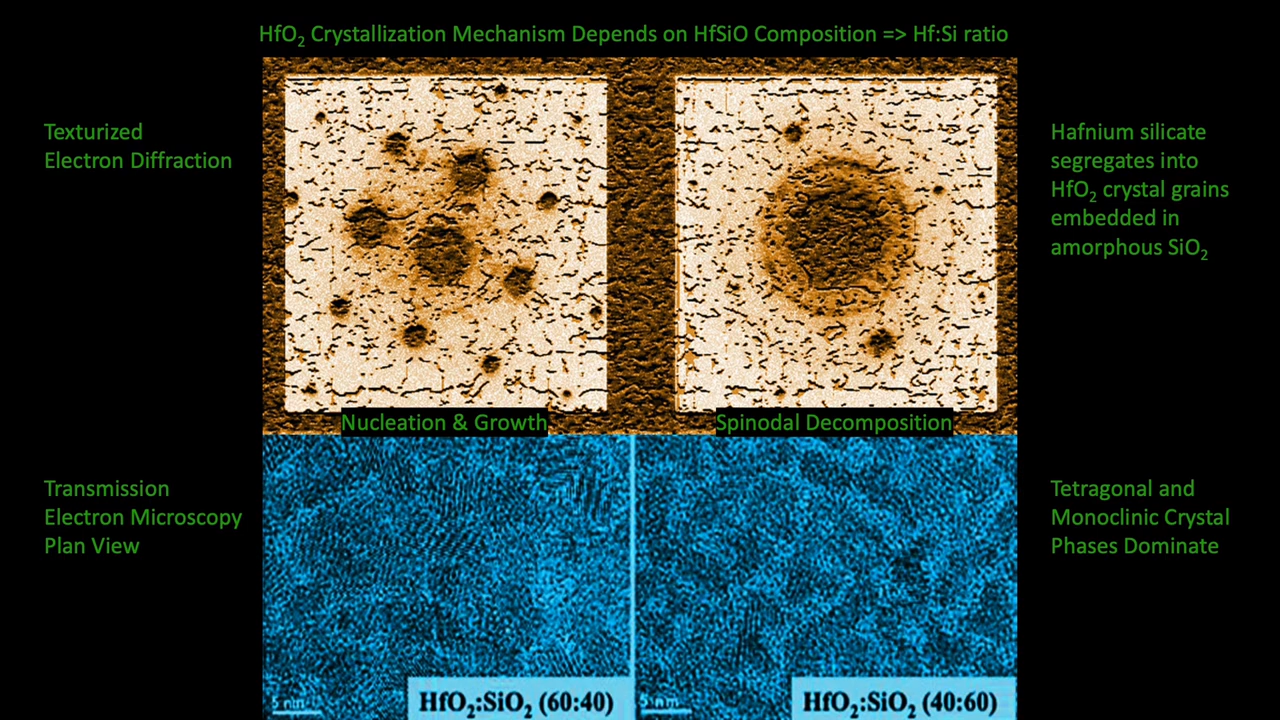 HfO₂ Crystallization Mechanism Depends on HfSiO Composition => Hf:Si ratio
Texturized
Electron Diffraction
Hafnium silicate
segregates into
HfO₂ crystal grains
embedded in
amorphous SiO₂
Nucleation & Growth
Spinodal Decomposition
Transmission
Electron Microscopy
Plan View
Tetragonal and
Monoclinic Crystal
Phases Dominate
5 nm
HfO₂:SiO₂ (60:40)
5 nm
HfO₂:SiO₂ (40:60)